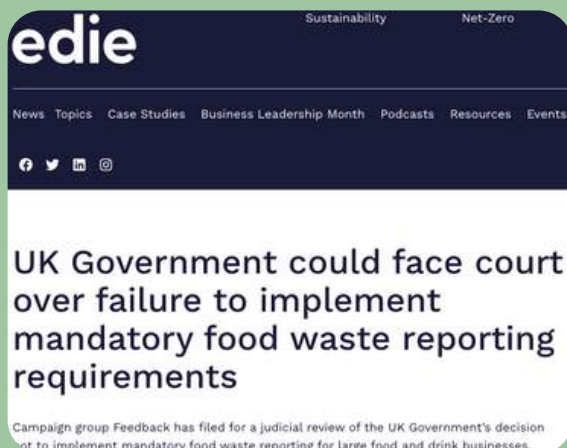 Sustainability Net-Zero
edie
News Topics Case Studies Business Leadership Month Podcasts Resources Events
UK Government could face court
over failure to implement
mandatory food waste reporting
requirements
Campaign group Feedback has filed for a judicial review of the UK Government's decision
not to implement mandatory food waste reporting for large food and drink businesses.